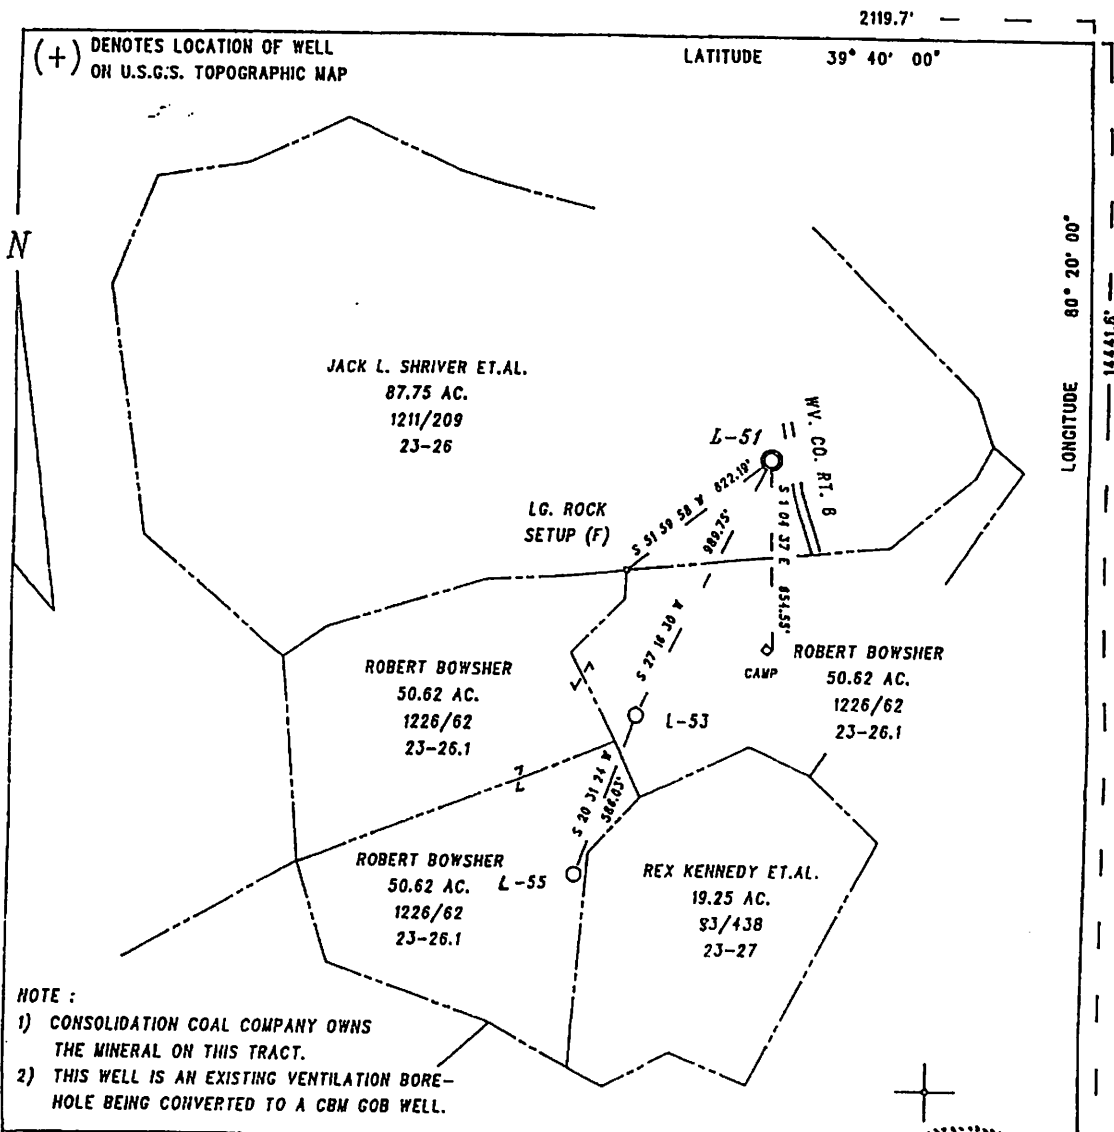 2119.7'
(+) DENOTES LOCATION OF WELL
ON U.S.G.S. TOPOGRAPHIC MAP
LATITUDE 39° 40' 00"
LONGITUDE 80° 20' 00"
14441.6'
N
JACK L. SHRIVER ET.AL.
87.75 AC.
1211/209
23-26
L-51
WV. CO. RT. 8
LG. ROCK
SETUP (F)
S 51 59 58 W 622.19'
S 27 16 30 W 989.75'
S 1 04 37 E 654.55'
CAMP
ROBERT BOWSHER
50.62 AC.
1226/62
23-26.1
ROBERT BOWSHER
50.62 AC.
1226/62
23-26.1
L-53
S 20 31 24 W
586.03'
ROBERT BOWSHER
50.62 AC.
1226/62
23-26.1
L-55
REX KENNEDY ET.AL.
19.25 AC.
93/438
23-27
NOTE :
1) CONSOLIDATION COAL COMPANY OWNS
THE MINERAL ON THIS TRACT.
2) THIS WELL IS AN EXISTING VENTILATION BORE-
HOLE BEING CONVERTED TO A CBM GOB WELL.